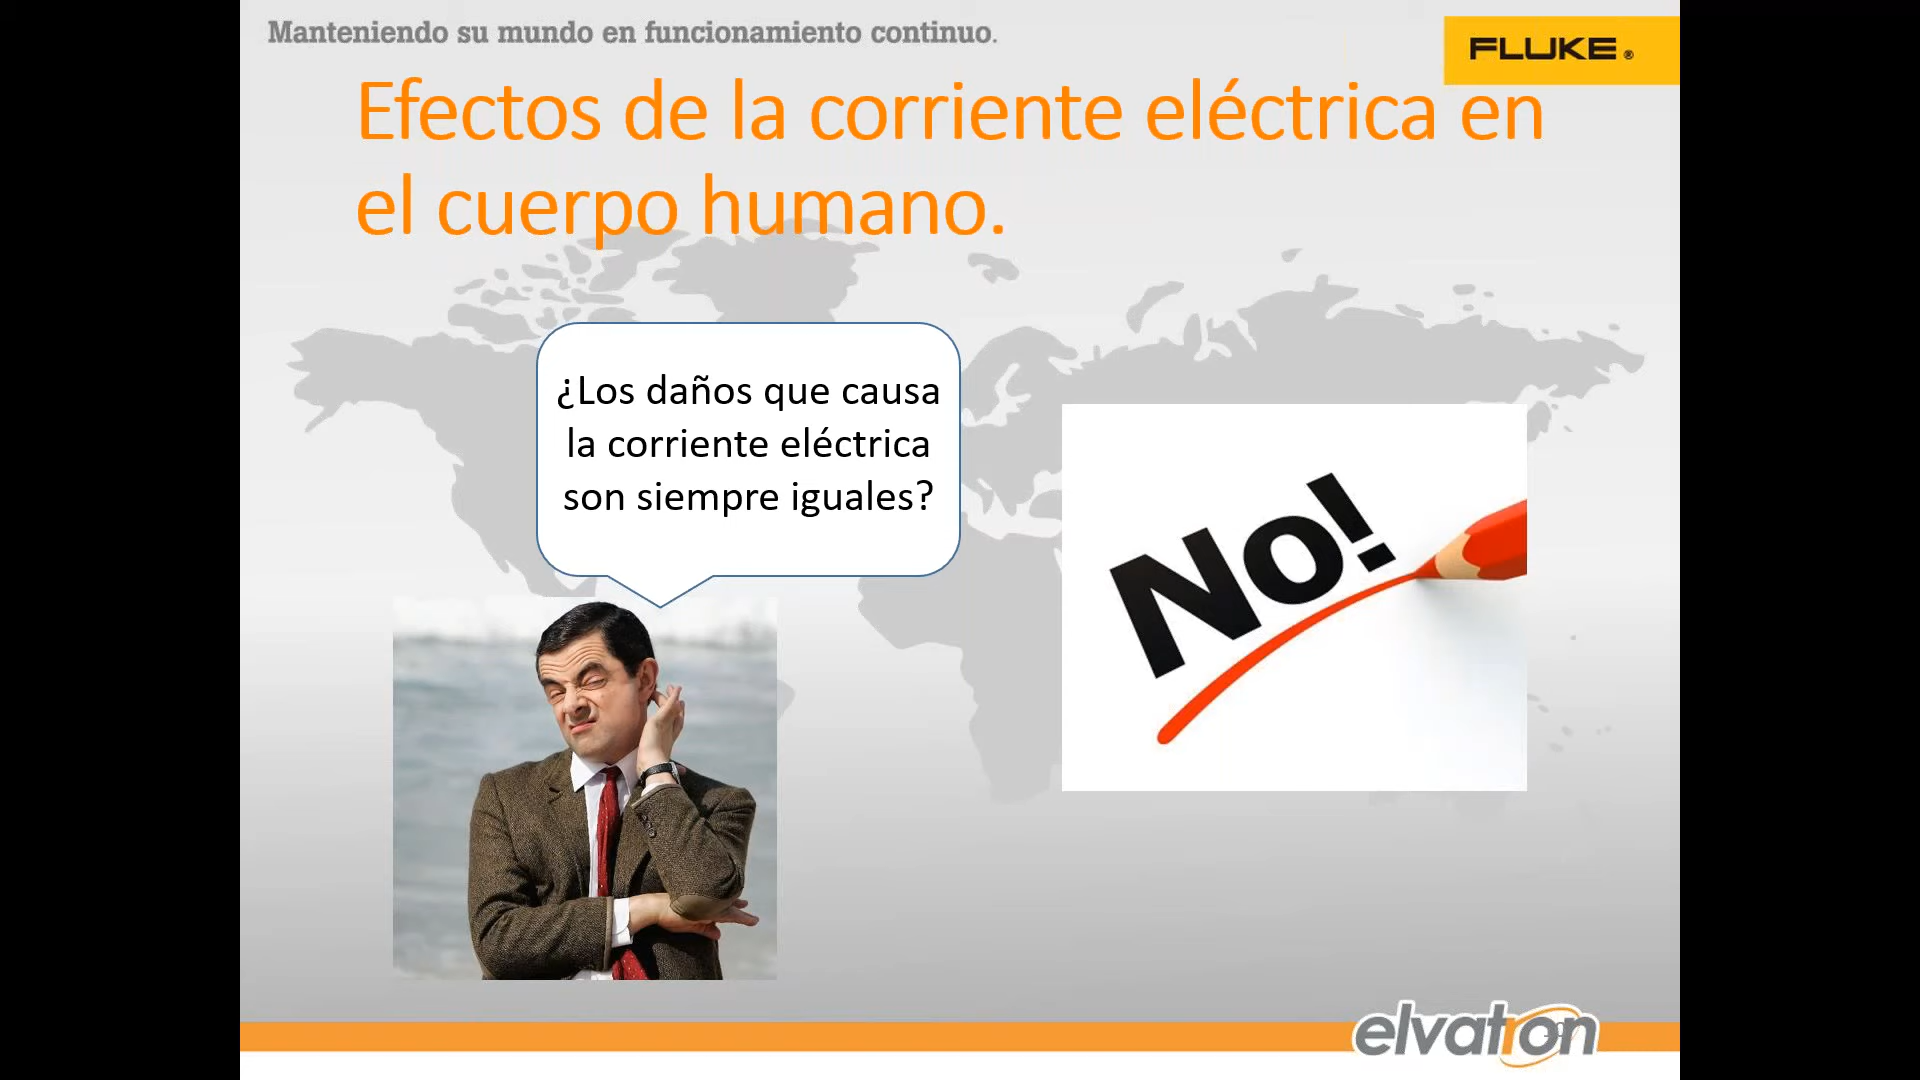 Manteniendo su mundo en funcionamiento continuo.
FLUKE®
Efectos de la corriente eléctrica en
el cuerpo humano.
¿Los daños que causa
la corriente eléctrica
son siempre iguales?
No!
elvatron